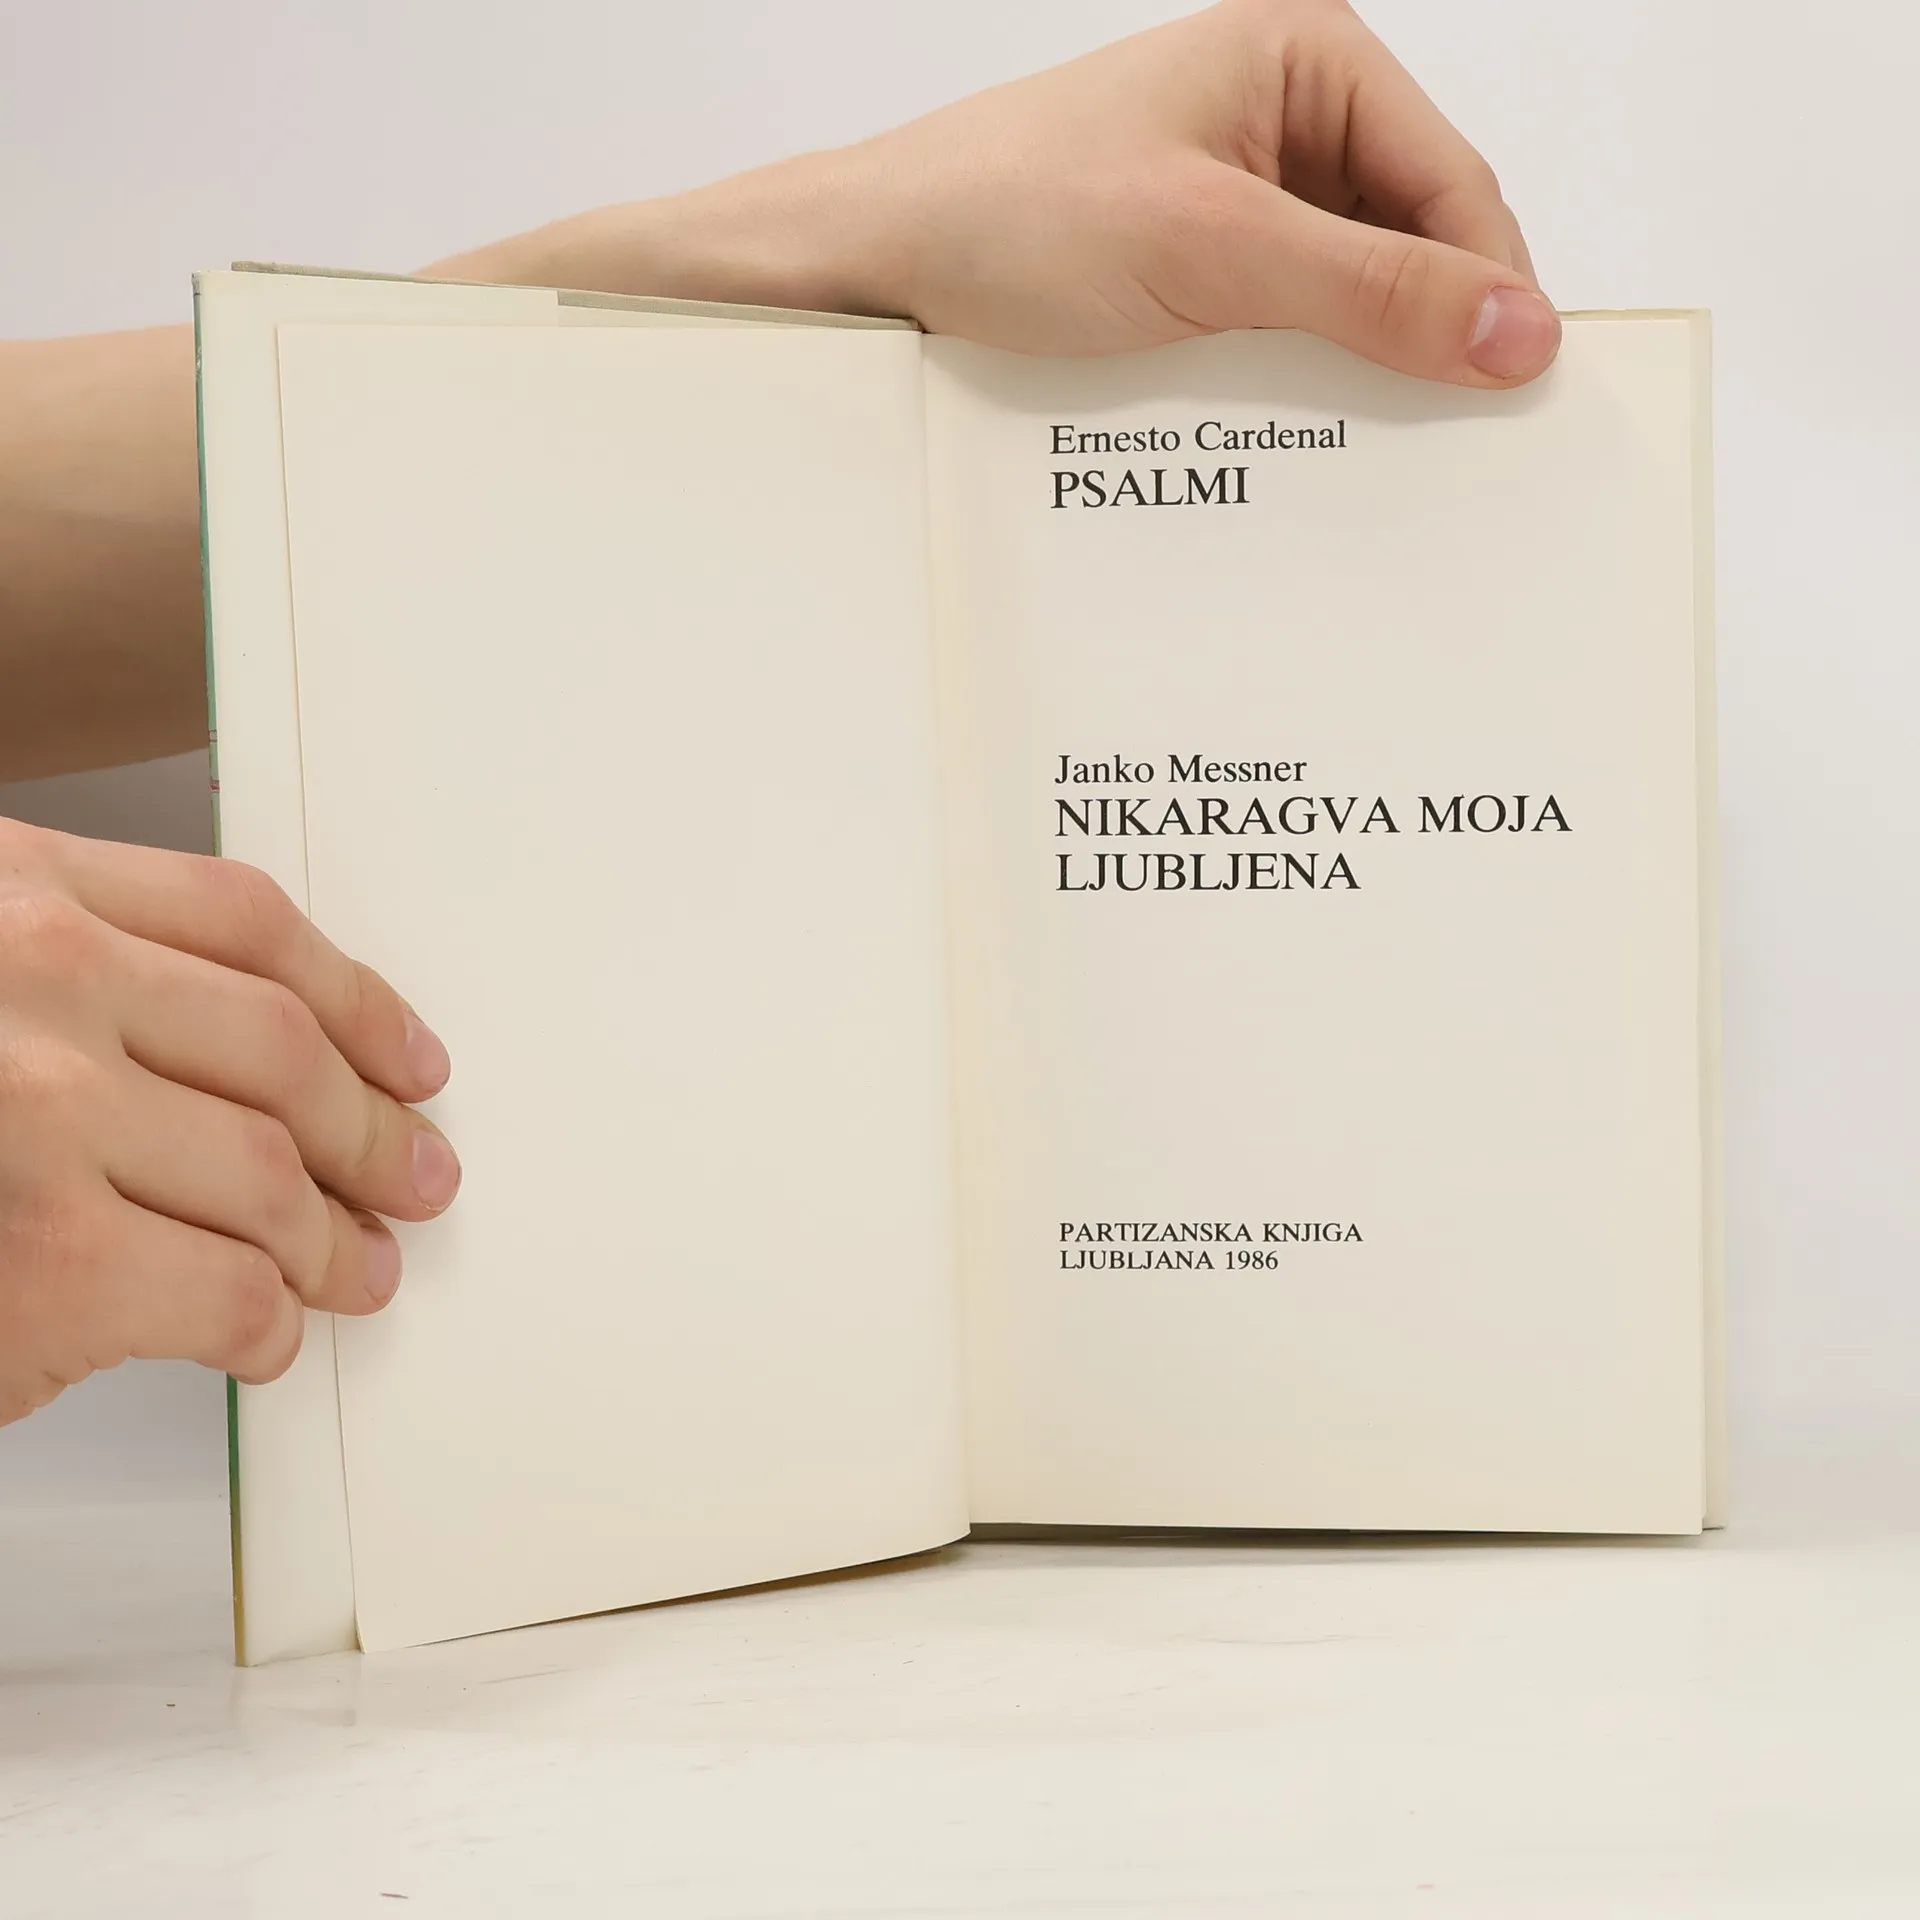 Ernesto Cardenal
PSALMI
Janko Messner
NIKARAGVA MOJA
LJUBLJENA
PARTIZANSKA KNJIGA
LJUBLJANA 1986